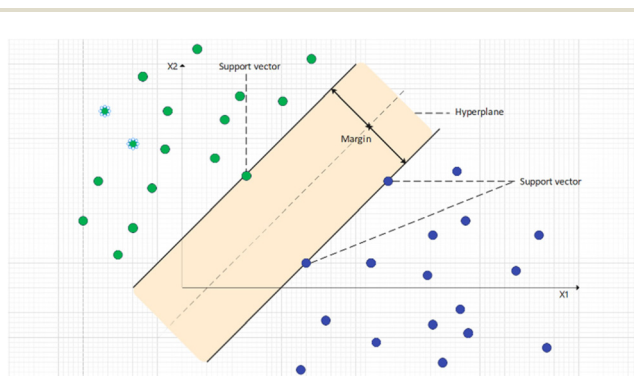 X2
Support vector
Hyperplane
Margin
Support vector
X1